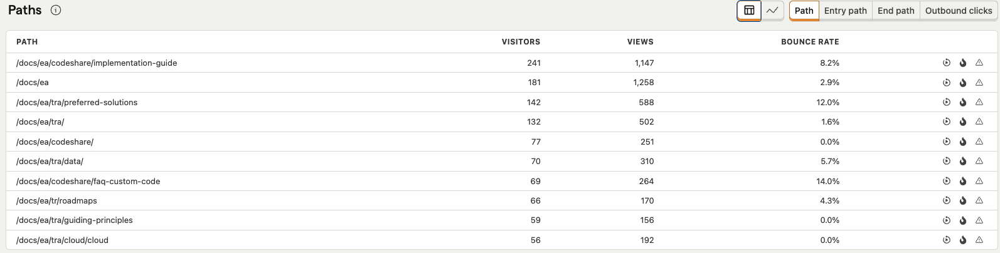 Paths
Path Entry path End path Outbound clicks
PATH VISITORS VIEWS BOUNCE RATE
/docs/ea/codeshare/implementation-guide 241 1,147 8.2%
/docs/ea 181 1,258 2.9%
/docs/ea/tra/preferred-solutions 142 588 12.0%
/docs/ea/tra/ 132 502 1.6%
/docs/ea/codeshare/ 77 251 0.0%
/docs/ea/tra/data/ 70 310 5.7%
/docs/ea/codeshare/faq-custom-code 69 264 14.0%
/docs/ea/tr/roadmaps 66 170 4.3%
/docs/ea/tra/guiding-principles 59 156 0.0%
/docs/ea/tra/cloud/cloud 56 192 0.0%